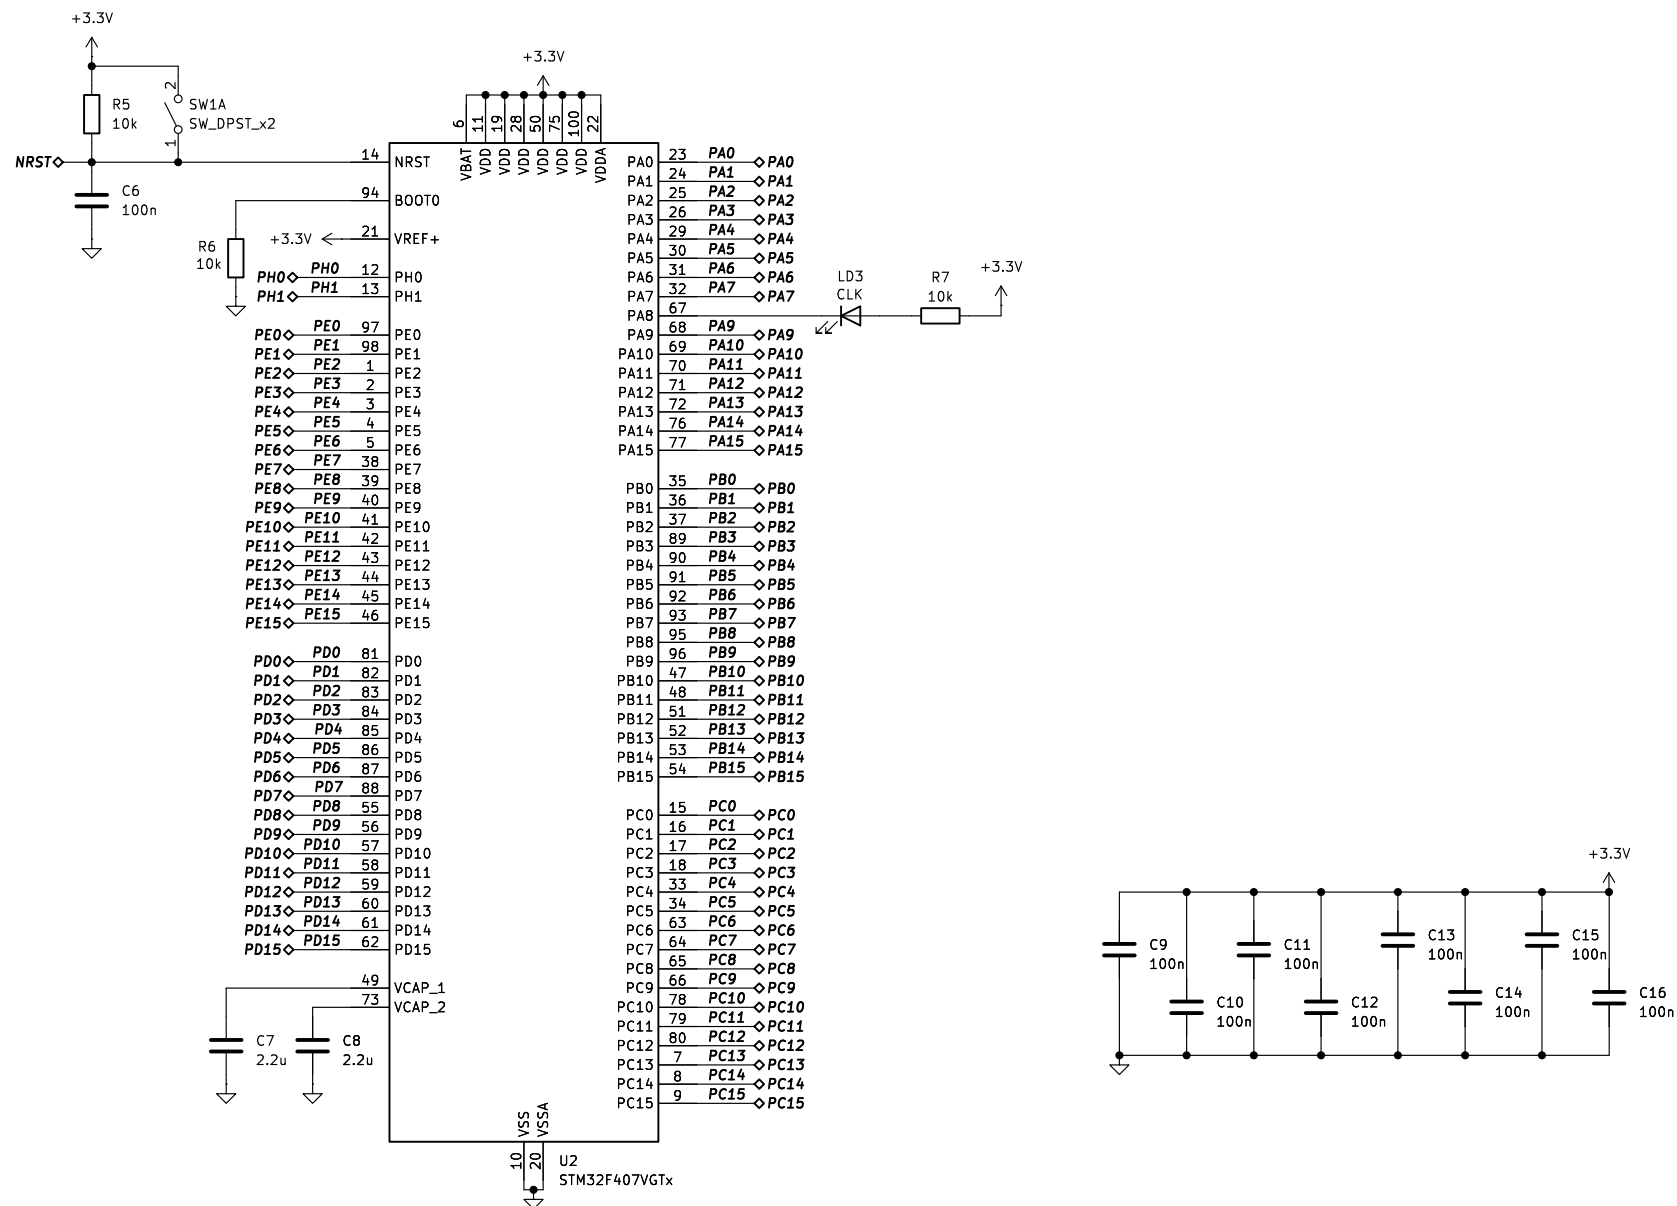 +3.3V
R5
10k
2
1
SW1A
SW_DPST_x2
NRST
C6
100n
+3.3V
6 11 19 28 50 75 100 22
VBAT VDD VDD VDD VDD VDD VDD VDDA
14 NRST
94 BOOT0
R6
10k
+3.3V 21 VREF+
PH0 PH0 12 PH0
PH1 PH1 13 PH1
PE0 PE0 97 PE0
PE1 PE1 98 PE1
PE2 PE2 1 PE2
PE3 PE3 2 PE3
PE4 PE4 3 PE4
PE5 PE5 4 PE5
PE6 PE6 5 PE6
PE7 PE7 38 PE7
PE8 PE8 39 PE8
PE9 PE9 40 PE9
PE10 PE10 41 PE10
PE11 PE11 42 PE11
PE12 PE12 43 PE12
PE13 PE13 44 PE13
PE14 PE14 45 PE14
PE15 PE15 46 PE15
PD0 PD0 81 PD0
PD1 PD1 82 PD1
PD2 PD2 83 PD2
PD3 PD3 84 PD3
PD4 PD4 85 PD4
PD5 PD5 86 PD5
PD6 PD6 87 PD6
PD7 PD7 88 PD7
PD8 PD8 55 PD8
PD9 PD9 56 PD9
PD10 PD10 57 PD10
PD11 PD11 58 PD11
PD12 PD12 59 PD12
PD13 PD13 60 PD13
PD14 PD14 61 PD14
PD15 PD15 62 PD15
49 VCAP_1
73 VCAP_2
C7
2.2u
C8
2.2u
PA0 23 PA0 PA0
PA1 24 PA1 PA1
PA2 25 PA2 PA2
PA3 26 PA3 PA3
PA4 29 PA4 PA4
PA5 30 PA5 PA5
PA6 31 PA6 PA6
PA7 32 PA7 PA7
PA8 67
LD3
CLK
R7
10k
+3.3V
PA9 68 PA9 PA9
PA10 69 PA10 PA10
PA11 70 PA11 PA11
PA12 71 PA12 PA12
PA13 72 PA13 PA13
PA14 76 PA14 PA14
PA15 77 PA15 PA15
PB0 35 PB0 PB0
PB1 36 PB1 PB1
PB2 37 PB2 PB2
PB3 89 PB3 PB3
PB4 90 PB4 PB4
PB5 91 PB5 PB5
PB6 92 PB6 PB6
PB7 93 PB7 PB7
PB8 95 PB8 PB8
PB9 96 PB9 PB9
PB10 47 PB10 PB10
PB11 48 PB11 PB11
PB12 51 PB12 PB12
PB13 52 PB13 PB13
PB14 53 PB14 PB14
PB15 54 PB15 PB15
PC0 15 PC0 PC0
PC1 16 PC1 PC1
PC2 17 PC2 PC2
PC3 18 PC3 PC3
PC4 33 PC4 PC4
PC5 34 PC5 PC5
PC6 63 PC6 PC6
PC7 64 PC7 PC7
PC8 65 PC8 PC8
PC9 66 PC9 PC9
PC10 78 PC10 PC10
PC11 79 PC11 PC11
PC12 80 PC12 PC12
PC13 7 PC13 PC13
PC14 8 PC14 PC14
PC15 9 PC15 PC15
VSS VSSA
10 20
U2
STM32F407VGTx
+3.3V
C9
100n
C10
100n
C11
100n
C12
100n
C13
100n
C14
100n
C15
100n
C16
100n